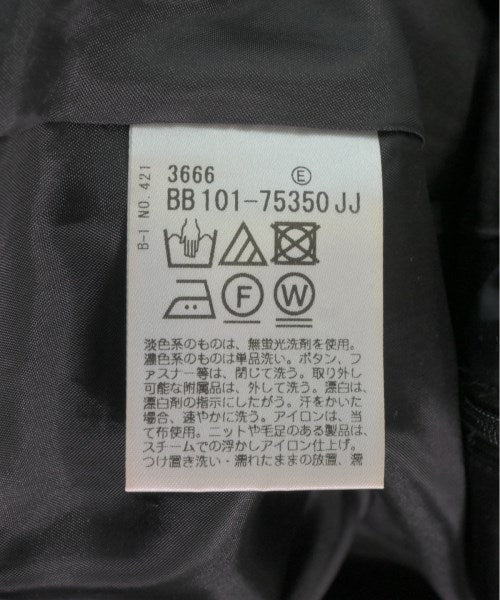 B-I NO. 421
3666 Ⓔ
BB 101-75350 JJ
F W
淡色系のものは、無蛍光洗剤を使用。
濃色系のものは単品洗い。ボタン、フ
ァスナー等は、閉じて洗う。取り外し
可能な附属品は、外して洗う。漂白は、
漂白剤の指示にしたがう。汗をかいた
場合、速やかに洗う。アイロンは、当
て布使用。ニットや毛足のある製品は、
スチームでの浮かしアイロン仕上げ。
つけ置き洗い・濡れたままの放置、濡